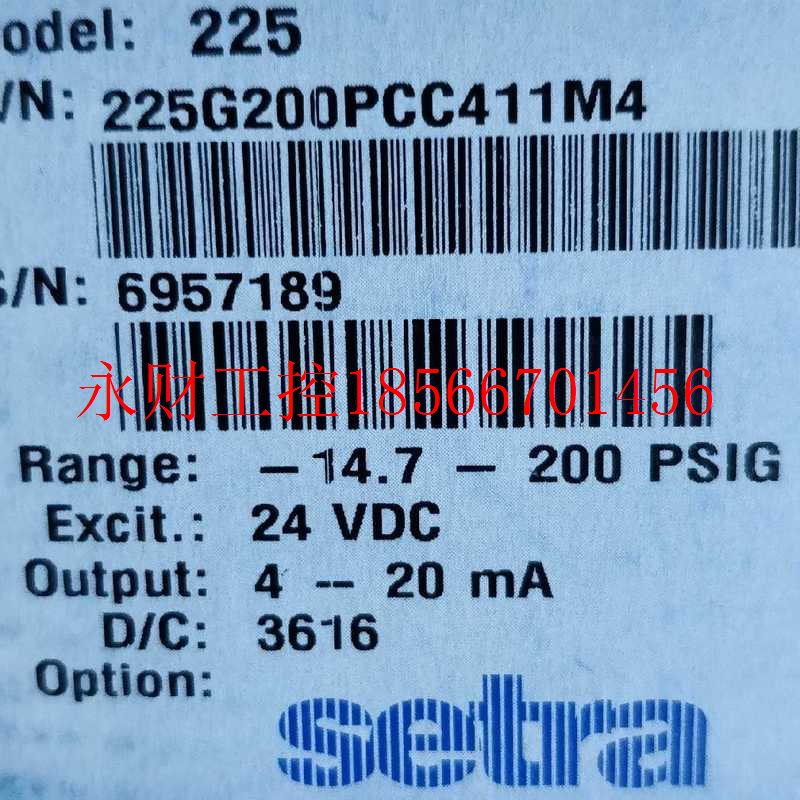 odel: 225
/N: 225G200PCC411M4
S/N: 6957189
永财工控18566701456
Range: -14.7 - 200 PSIG
Excit.: 24 VDC
Output: 4 -- 20 mA
D/C: 3616
Option:
setra